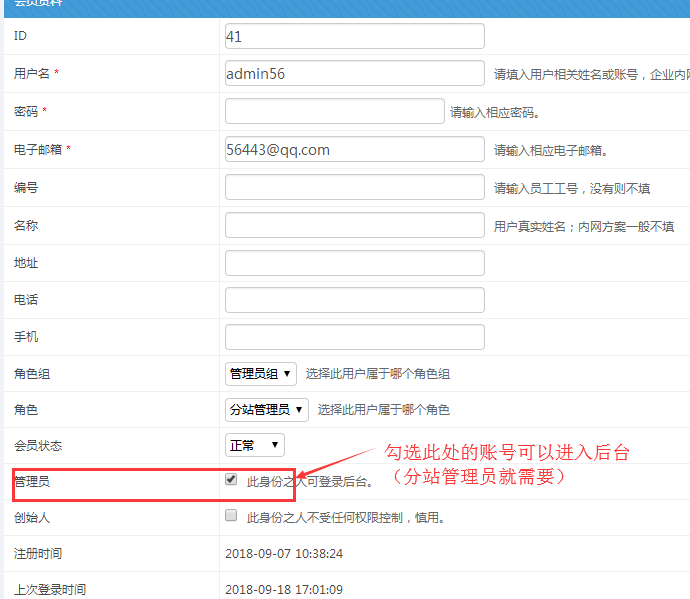 会员资料
ID 41
用户名 * admin56 请填入用户相关姓名或账号，企业内网
密码 * 请输入相应密码。
电子邮箱 * 56443@qq.com 请输入相应电子邮箱。
编号 请输入员工工号，没有则不填
名称 用户真实姓名；内网方案一般不填
地址
电话
手机
角色组 管理员组 选择此用户属于哪个角色组
角色 分站管理员 选择此用户属于哪个角色
会员状态 正常
勾选此处的账号可以进入后台
（分站管理员就需要）
管理员 此身份之人可登录后台。
创始人 此身份之人不受任何权限控制，慎用。
注册时间 2018-09-07 10:38:24
上次登录时间 2018-09-18 17:01:09